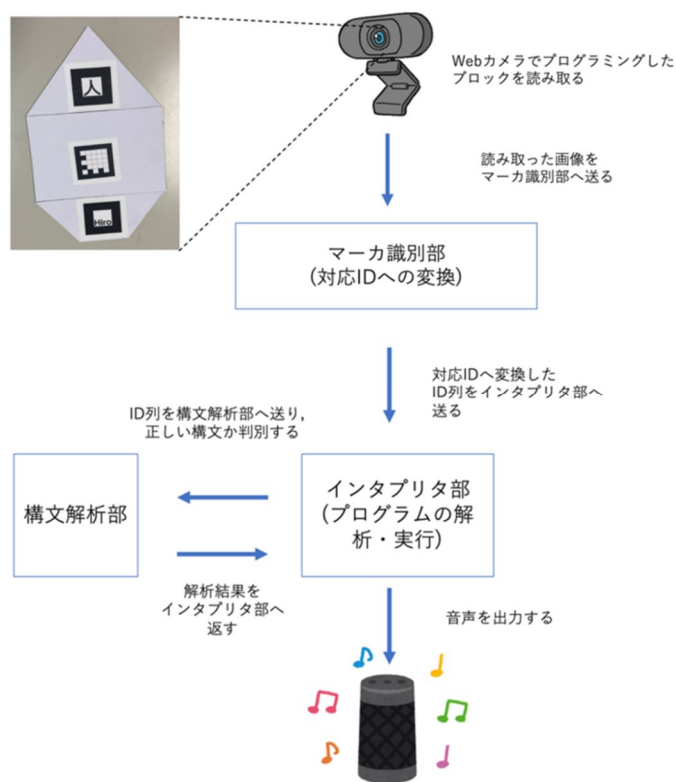 Webカメラでプログラミングした
ブロックを読み取る
人
Hiro
読み取った画像を
マーカ識別部へ送る
マーカ識別部
(対応IDへの変換)
対応IDへ変換した
ID列をインタプリタ部へ
送る
ID列を構文解析部へ送り，
正しい構文か判別する
構文解析部
インタプリタ部
(プログラムの解
析・実行)
解析結果を
インタプリタ部へ
返す
音声を出力する